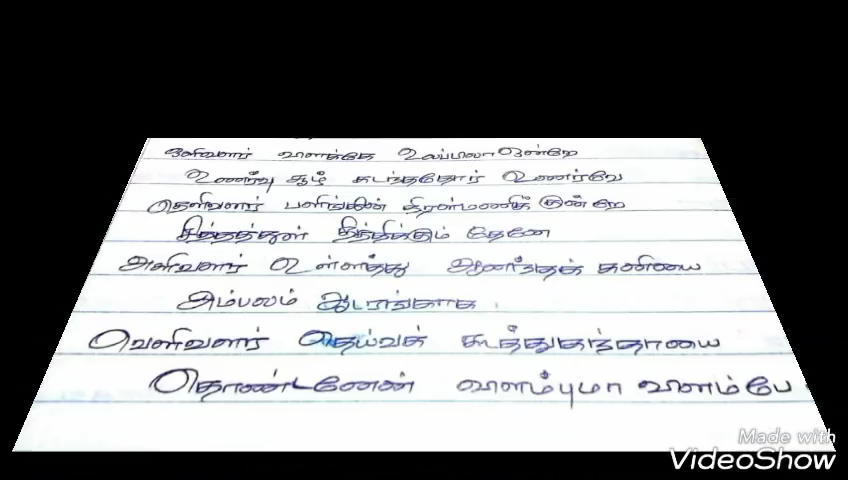 ஒளிவளர் விளக்கே உலப்பிலா ஒன்றே
உணர்வு சூழ் கடந்ததோர் உணர்வே
தெளிவளர் பளிங்கின் திரள்மணிக் குன்றே
சித்தத்துள் தித்திக்கும் தேனே
அளிவளர் உள்ளத்து ஆனந்தக் கனியை
அம்பலம் ஆடரங்காக
வெளிவளர் தெய்வக் கூத்துகந்தாயை
தொண்டனேன் விளம்புமா விளம்பே
Made with
VideoShow